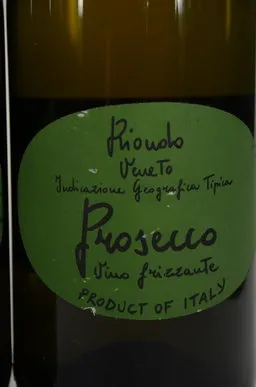 Riondo
Veneto
Indicazione Geografica Tipica
Prosecco
Vino frizzante
PRODUCT OF ITALY